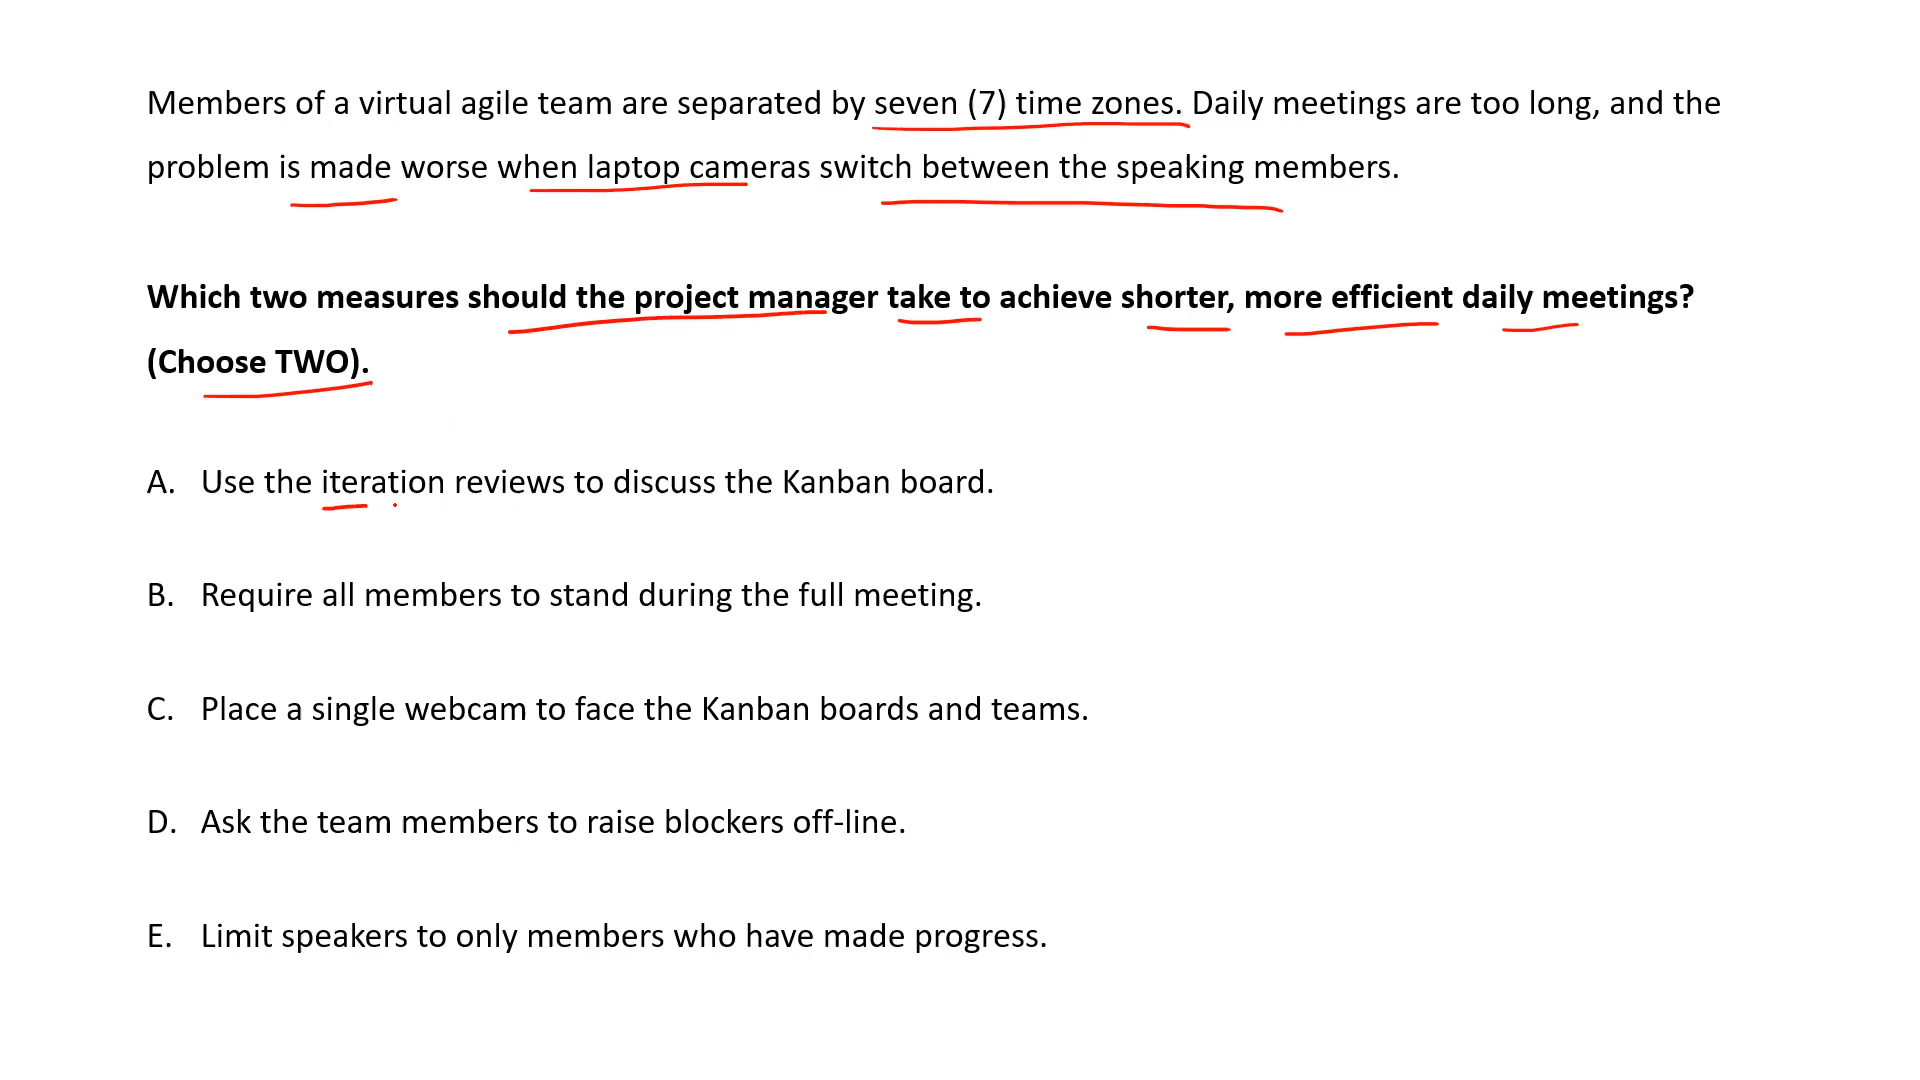 Members of a virtual agile team are separated by seven (7) time zones. Daily meetings are too long, and the
problem is made worse when laptop cameras switch between the speaking members.
Which two measures should the project manager take to achieve shorter, more efficient daily meetings?
(Choose TWO).
A. Use the iteration reviews to discuss the Kanban board.
B. Require all members to stand during the full meeting.
C. Place a single webcam to face the Kanban boards and teams.
D. Ask the team members to raise blockers off-line.
E. Limit speakers to only members who have made progress.